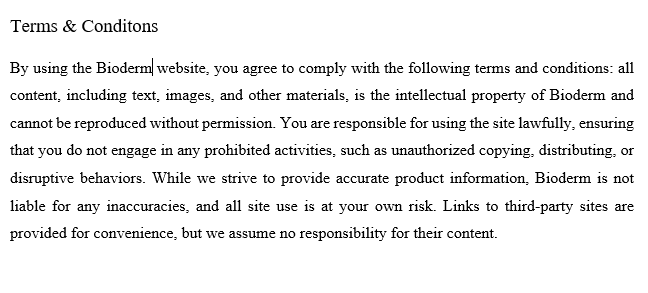 Terms & Conditons
By using the Bioderm website, you agree to comply with the following terms and conditions: all
content, including text, images, and other materials, is the intellectual property of Bioderm and
cannot be reproduced without permission. You are responsible for using the site lawfully, ensuring
that you do not engage in any prohibited activities, such as unauthorized copying, distributing, or
disruptive behaviors. While we strive to provide accurate product information, Bioderm is not
liable for any inaccuracies, and all site use is at your own risk. Links to third-party sites are
provided for convenience, but we assume no responsibility for their content.